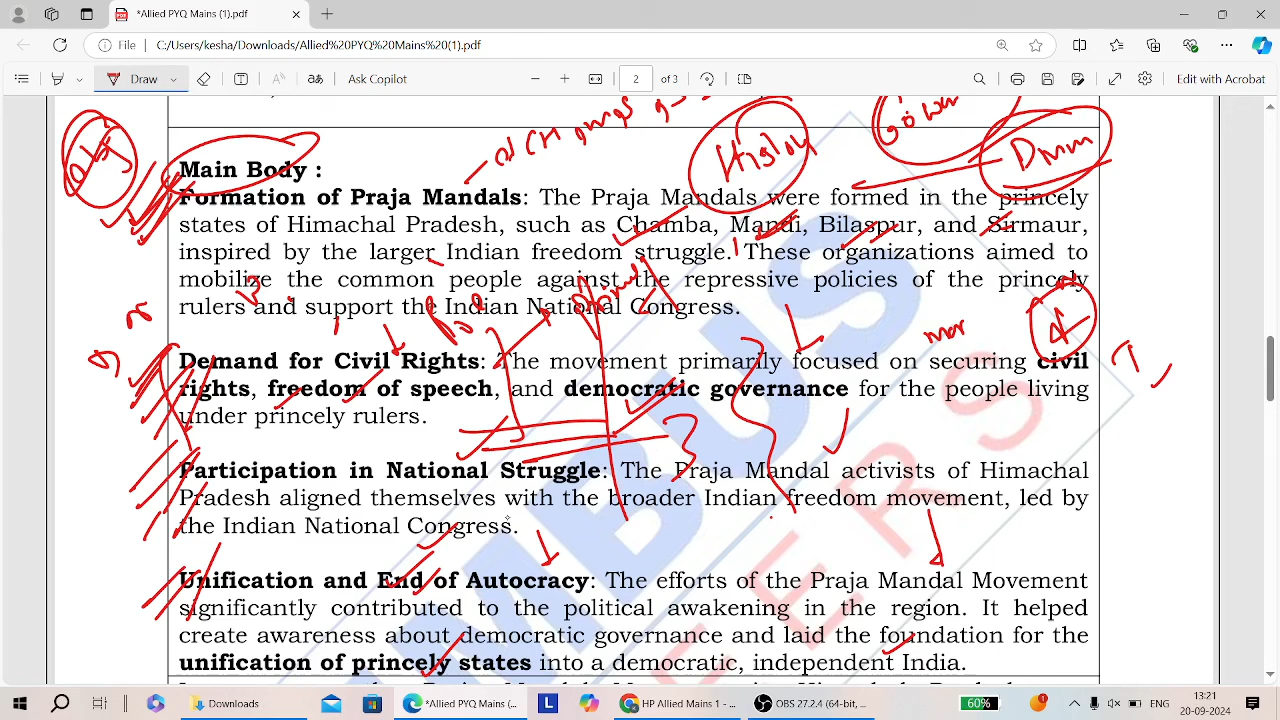 *Allied PYQ Mains (1).pdf
File
C:/Users/kesha/Downloads/Allied%20PYQ%20Mains%20(1).pdf
Draw
Ask Copilot
2
of 3
Edit with Acrobat
Obj
History
Dmm
Main Body :
Formation of Praja Mandals: The Praja Mandals were formed in the princely
states of Himachal Pradesh, such as Chamba, Mandi, Bilaspur, and Sirmaur,
inspired by the larger Indian freedom struggle. These organizations aimed to
mobilize the common people against the repressive policies of the princely
rulers and support the Indian National Congress.
Demand for Civil Rights: The movement primarily focused on securing civil
rights, freedom of speech, and democratic governance for the people living
under princely rulers.
Participation in National Struggle: The Praja Mandal activists of Himachal
Pradesh aligned themselves with the broader Indian freedom movement, led by
the Indian National Congress.
Unification and End of Autocracy: The efforts of the Praja Mandal Movement
significantly contributed to the political awakening in the region. It helped
create awareness about democratic governance and laid the foundation for the
unification of princely states into a democratic, independent India.
Downloads
*Allied PYQ Mains (...
HP Allied Mains 1 - ...
OBS 27.2.4 (64-bit, ...
60%
ENG
IN
13:21
20-09-2024